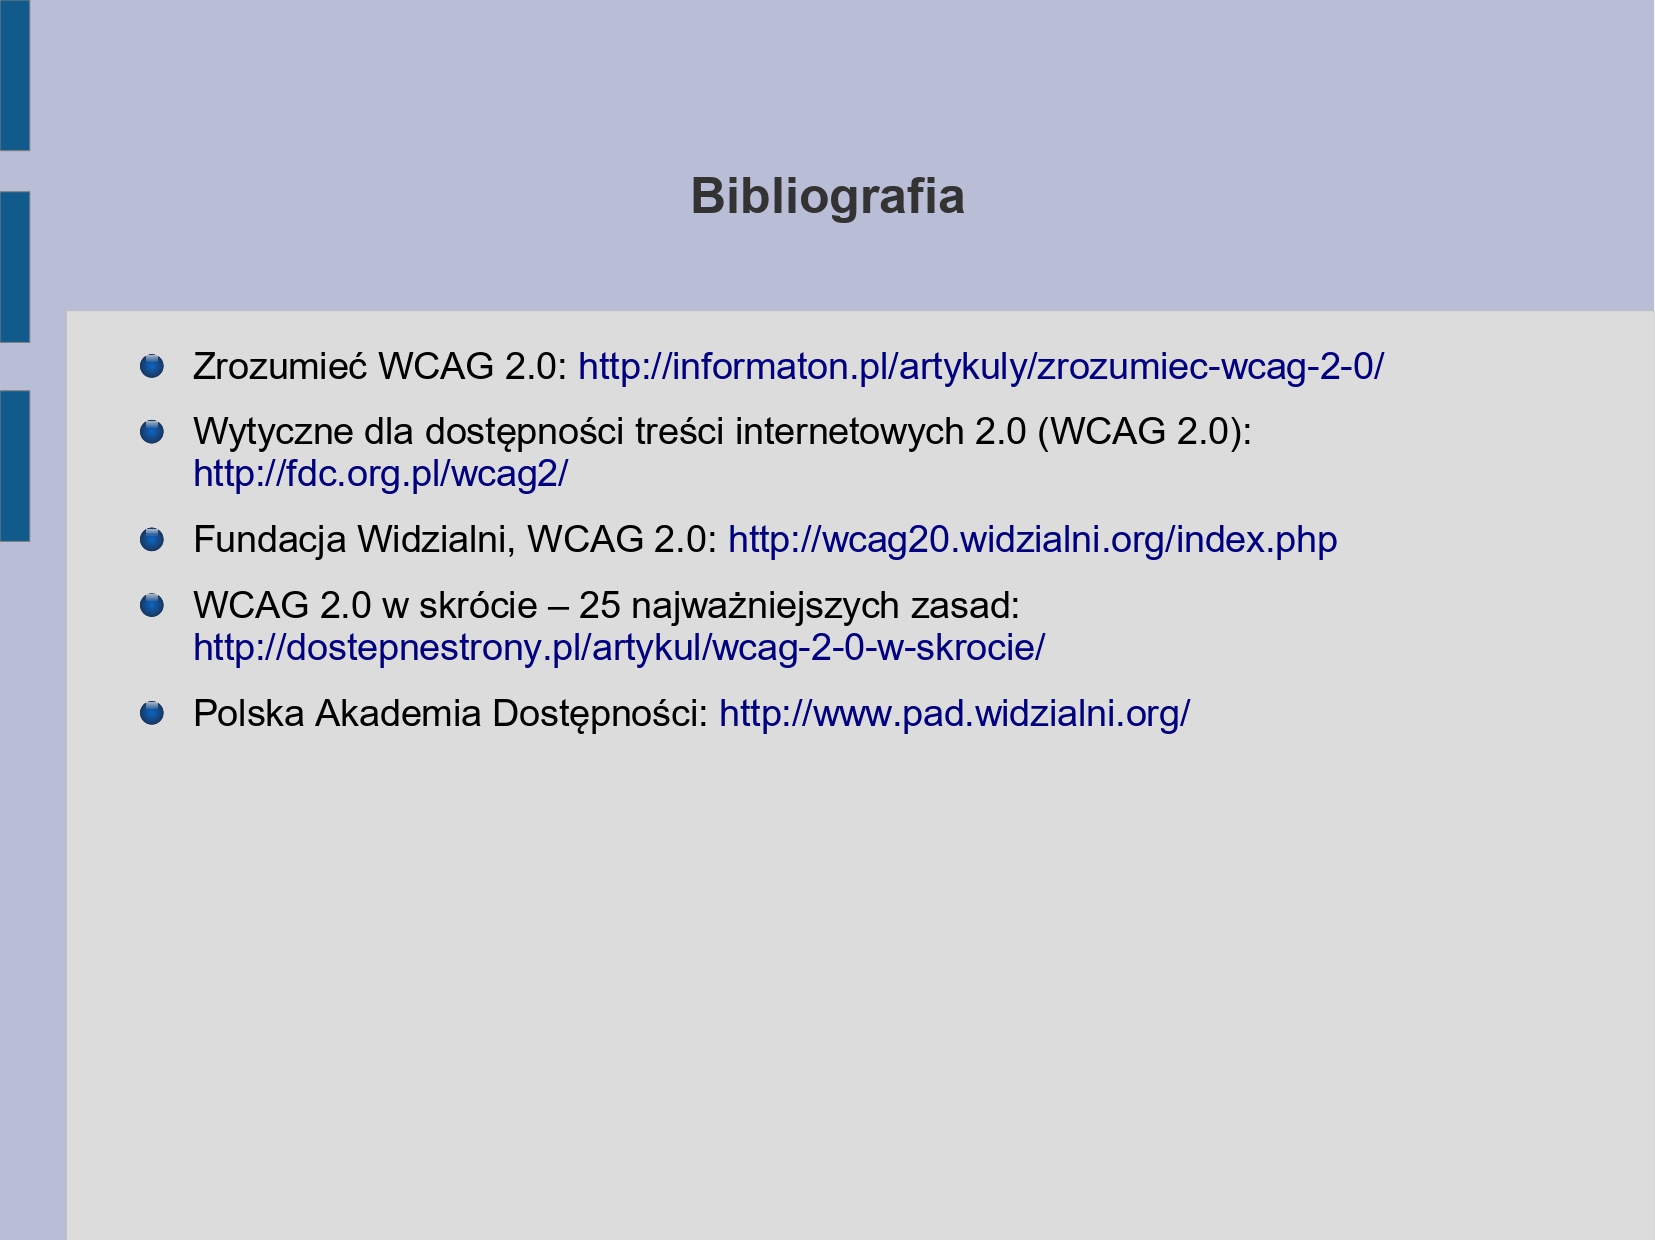 Bibliografia
Zrozumieć WCAG 2.0: http://informaton.pl/artykuly/zrozumiec-wcag-2-0/
Wytyczne dla dostępności treści internetowych 2.0 (WCAG 2.0):
http://fdc.org.pl/wcag2/
Fundacja Widzialni, WCAG 2.0: http://wcag20.widzialni.org/index.php
WCAG 2.0 w skrócie – 25 najważniejszych zasad:
http://dostepnestrony.pl/artykul/wcag-2-0-w-skrocie/
Polska Akademia Dostępności: http://www.pad.widzialni.org/